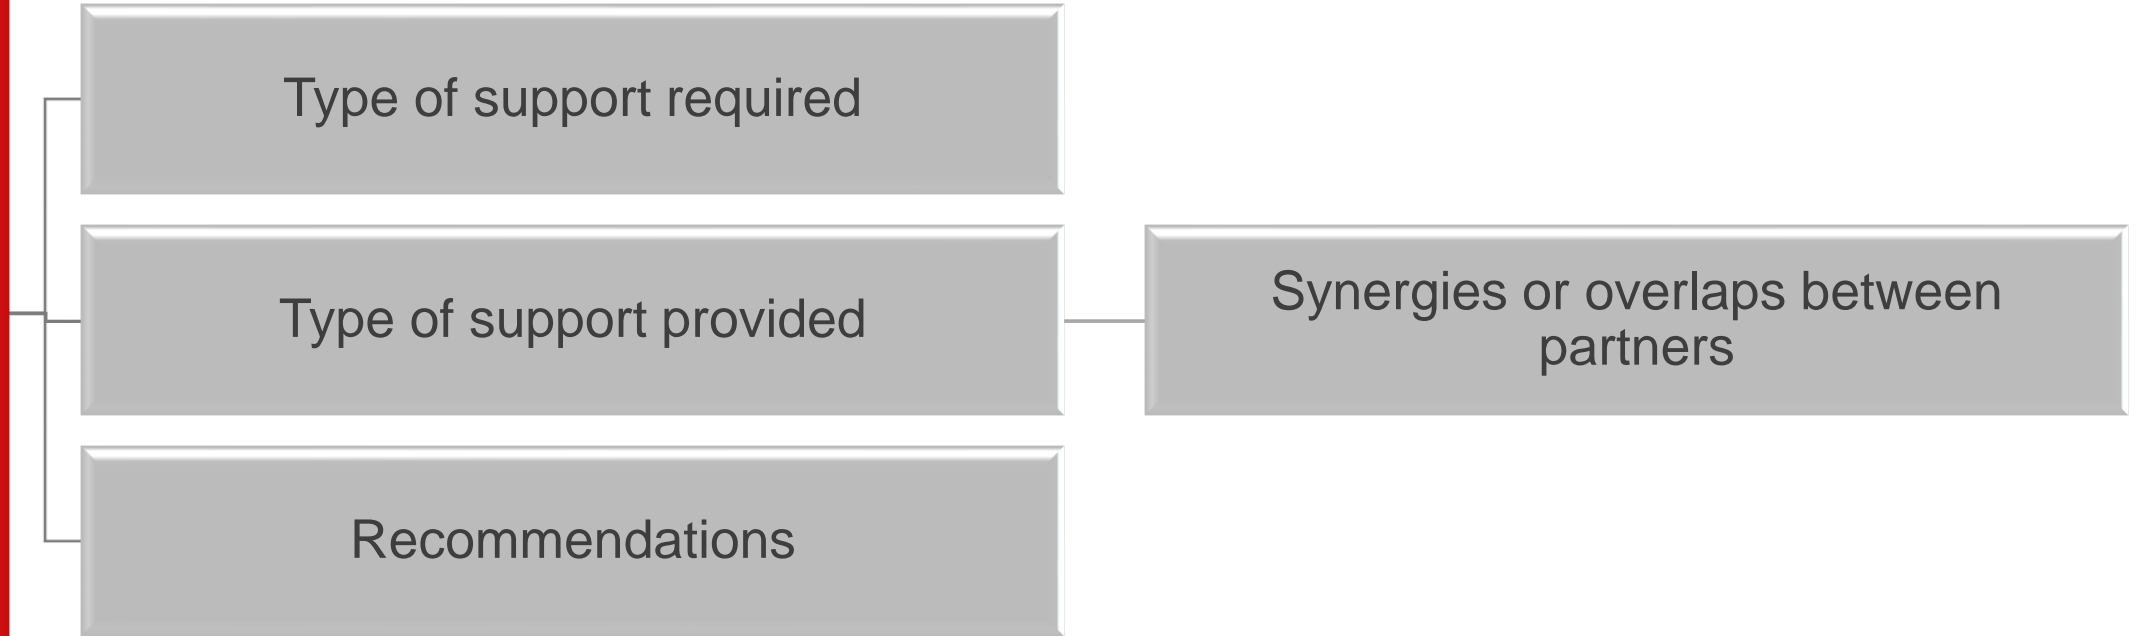 Type of support required
Type of support provided
Synergies or overlaps between
partners
Recommendations